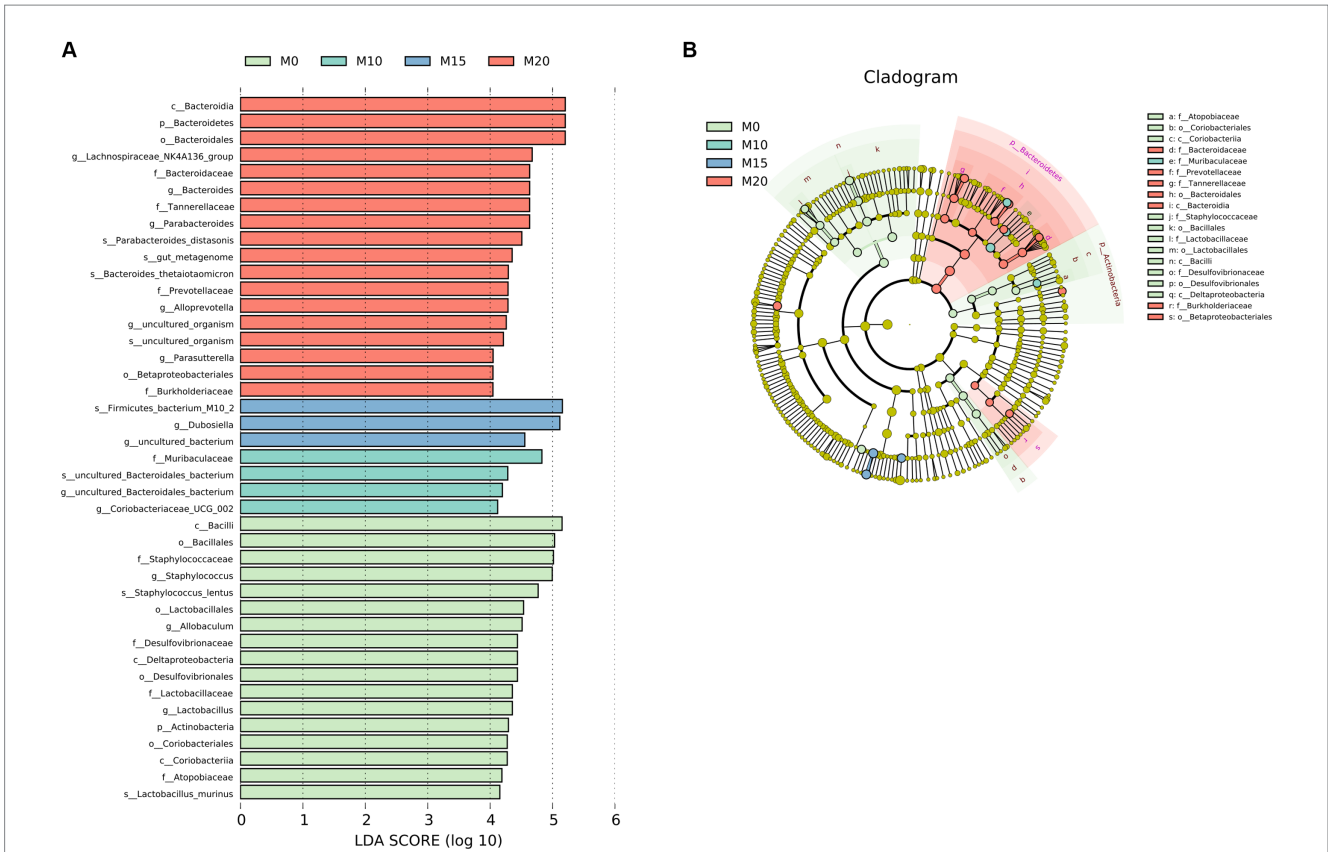 A
M0 M10 M15 M20
c__Bacteroidia
p__Bacteroidetes
o__Bacteroidales
g__Lachnospiraceae_NK4A136_group
f__Bacteroidaceae
g__Bacteroides
f__Tannerellaceae
g__Parabacteroides
s__Parabacteroides_distasonis
s__gut_metagenome
s__Bacteroides_thetaiotaomicron
f__Prevotellaceae
g__Alloprevotella
g__uncultured_organism
s__uncultured_organism
g__Parasutterella
o__Betaproteobacteriales
f__Burkholderiaceae
s__Firmicutes_bacterium_M10_2
g__Dubosiella
g__uncultured_bacterium
f__Muribaculaceae
s__uncultured_Bacteroidales_bacterium
g__uncultured_Bacteroidales_bacterium
g__Coriobacteriaceae_UCG_002
c__Bacilli
o__Bacillales
f__Staphylococcaceae
g__Staphylococcus
s__Staphylococcus_lentus
o__Lactobacillales
g__Allobaculum
f__Desulfovibrionaceae
c__Deltaproteobacteria
o__Desulfovibrionales
f__Lactobacillaceae
g__Lactobacillus
p__Actinobacteria
o__Coriobacteriales
c__Coriobacteriia
f__Atopobiaceae
s__Lactobacillus_murinus
0 1 2 3 4 5 6
LDA SCORE (log 10)
B
Cladogram
M0
M10
M15
M20
n
k
m
j
l
p__Bacteroidetes
i
h
g
r
e
d
p__Actinobacteria
c
b
a
s
r
o
p
q
a: f__Atopobiaceae
b: o__Coriobacteriales
c: c__Coriobacteriia
d: f__Bacteroidaceae
e: f__Muribaculaceae
f: f__Prevotellaceae
g: f__Tannerellaceae
h: o__Bacteroidales
i: c__Bacteroidia
j: f__Staphylococcaceae
k: o__Bacillales
l: f__Lactobacillaceae
m: o__Lactobacillales
n: c__Bacilli
o: f__Desulfovibrionaceae
p: o__Desulfovibrionales
q: c__Deltaproteobacteria
r: f__Burkholderiaceae
s: o__Betaproteobacteriales